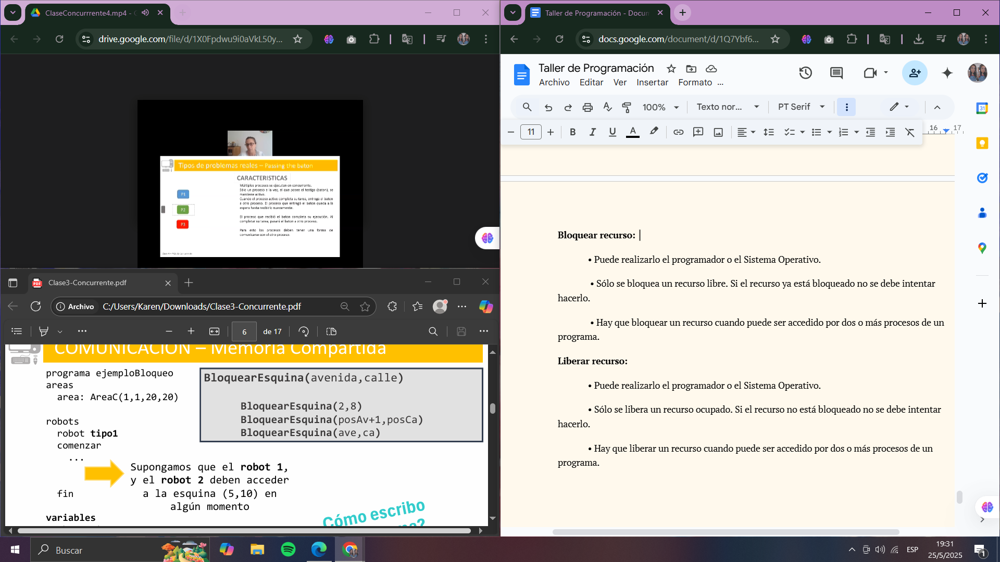 ClaseConcurrrente4.mp4 - G
drive.google.com/file/d/1X0Fpdwu9i0aVkL50y...
Tipos de problemas reales – Passing the baton
CARACTERISTICAS
P1
P2
P3
Múltiples procesos se ejecutan en concurrente.
Sólo un proceso a la vez, el que posee el testigo (baton), se
mantiene activo.
Cuando el proceso activo completa su tarea, entrega el baton
a otro proceso. El proceso que entregó el baton queda a la
espera hasta recibirlo nuevamente.
El proceso que recibió el baton completa su ejecución. Al
completar su tarea, pasará el baton a otro proceso.
Para esto los procesos deben tener una forma de
comunicarse con el otro proceso.
Clase 4 – Módulo Concurrente
Clase3-Concurrente.pdf
Archivo
C:/Users/Karen/Downloads/Clase3-Concurrente.pdf
6
de 17
COMUNICACIÓN – Memoria Compartida
programa ejemploBloqueo
areas
area: AreaC(1,1,20,20)
robots
robot tipo1
comenzar
...
fin
variables
BloquearEsquina(avenida,calle)
BloquearEsquina(2,8)
BloquearEsquina(posAv+1,posCa)
BloquearEsquina(ave,ca)
Supongamos que el robot 1,
y el robot 2 deben acceder
a la esquina (5,10) en
algún momento
Cómo escribo
Taller de Programación - Docum
docs.google.com/document/d/1Q7Ybf6...
Taller de Programación
Archivo Editar Ver Insertar Formato ...
100% Texto nor... PT Serif
11
16 17
31
Bloquear recurso:
• Puede realizarlo el programador o el Sistema Operativo.
• Sólo se bloquea un recurso libre. Si el recurso ya está bloqueado no se debe intentar
hacerlo.
• Hay que bloquear un recurso cuando puede ser accedido por dos o más procesos de un
programa.
Liberar recurso:
• Puede realizarlo el programador o el Sistema Operativo.
• Sólo se libera un recurso ocupado. Si el recurso no está bloqueado no se debe intentar
hacerlo.
• Hay que liberar un recurso cuando puede ser accedido por dos o más procesos de un
programa.
Buscar
ESP
19:31
25/5/2025
1